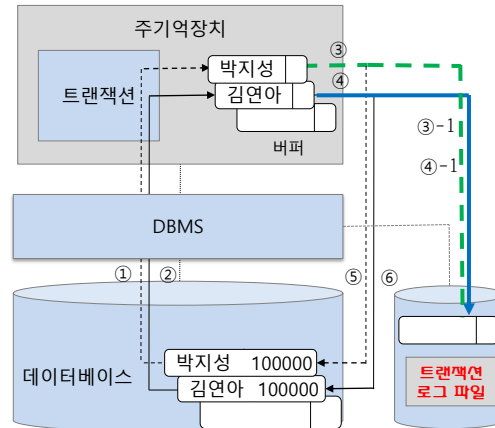 주기억장치
박지성
③
트랜잭션
김연아
④
버퍼
③-1
④-1
DBMS
①
②
⑤
⑥
데이터베이스
박지성 100000
김연아 100000
트랜잭션
로그 파일